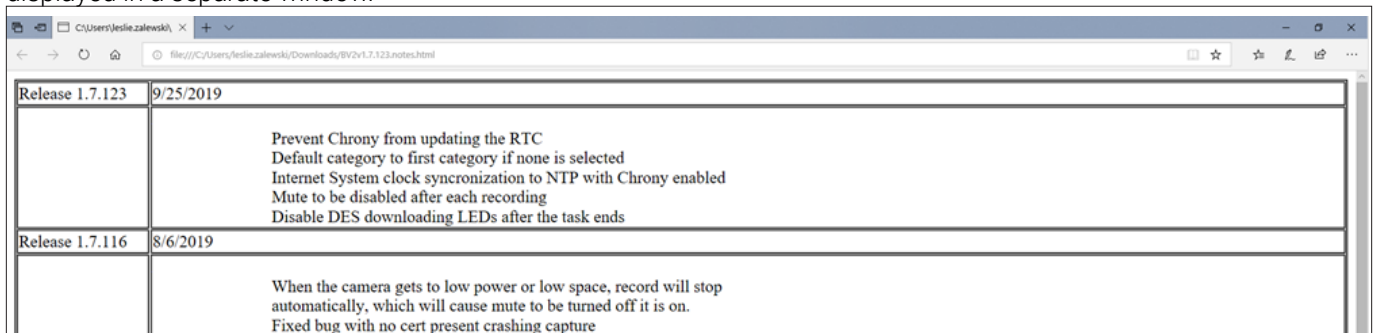 displayed in a separate window.
C:\Users\leslie.zalewski\
file:///C:/Users/leslie.zalewski/Downloads/BV2v1.7.123.notes.html
Release 1.7.123 9/25/2019
Prevent Chrony from updating the RTC
Default category to first category if none is selected
Internet System clock syncronization to NTP with Chrony enabled
Mute to be disabled after each recording
Disable DES downloading LEDs after the task ends
Release 1.7.116 8/6/2019
When the camera gets to low power or low space, record will stop
automatically, which will cause mute to be turned off it is on.
Fixed bug with no cert present crashing capture